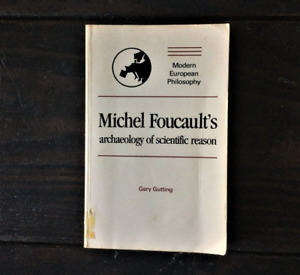 Modern
European
Philosophy
Michel Foucault's
archaeology of scientific reason
Gary Gutting